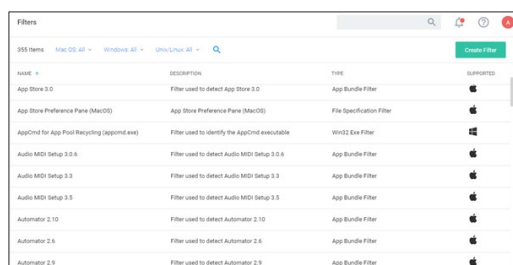 Filters
A
355 Items Mac OS: All Windows: All Unix/Linux: All Create Filter
NAME DESCRIPTION TYPE SUPPORTED
App Store 3.0 Filter used to detect App Store 3.0 App Bundle Filter
App Store Preference Pane (MacOS) App Store Preference Pane (MacOS) File Specification Filter
AppCmd for App Pool Recycling (appcmd.exe) Filter used to identify the AppCmd executable Win32 Exe Filter
Audio MIDI Setup 3.0.6 Filter used to detect Audio MIDI Setup 3.0.6 App Bundle Filter
Audio MIDI Setup 3.3 Filter used to detect Audio MIDI Setup 3.3 App Bundle Filter
Audio MIDI Setup 3.5 Filter used to detect Audio MIDI Setup 3.5 App Bundle Filter
Automator 2.10 Filter used to detect Automator 2.10 App Bundle Filter
Automator 2.6 Filter used to detect Automator 2.6 App Bundle Filter
Automator 2.9 Filter used to detect Automator 2.9 App Bundle Filter